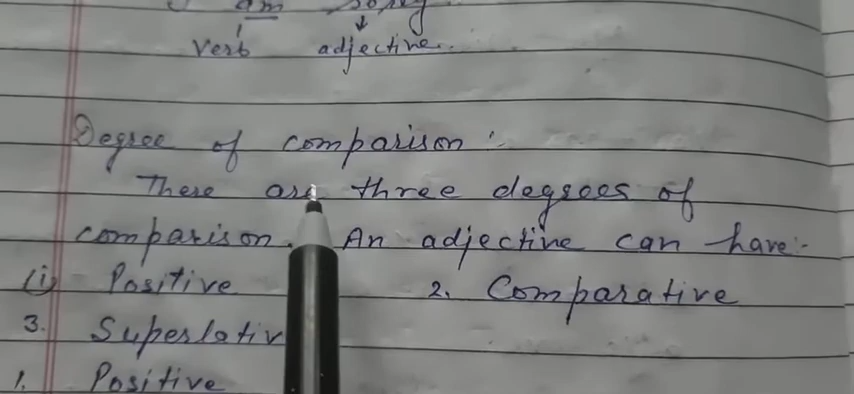 am
verb adjective.
Degree of comparison :-
There are three degrees of
comparison. An adjective can have:-
(i) Positive 2. Comparative
3. Superlativ
1. Positive